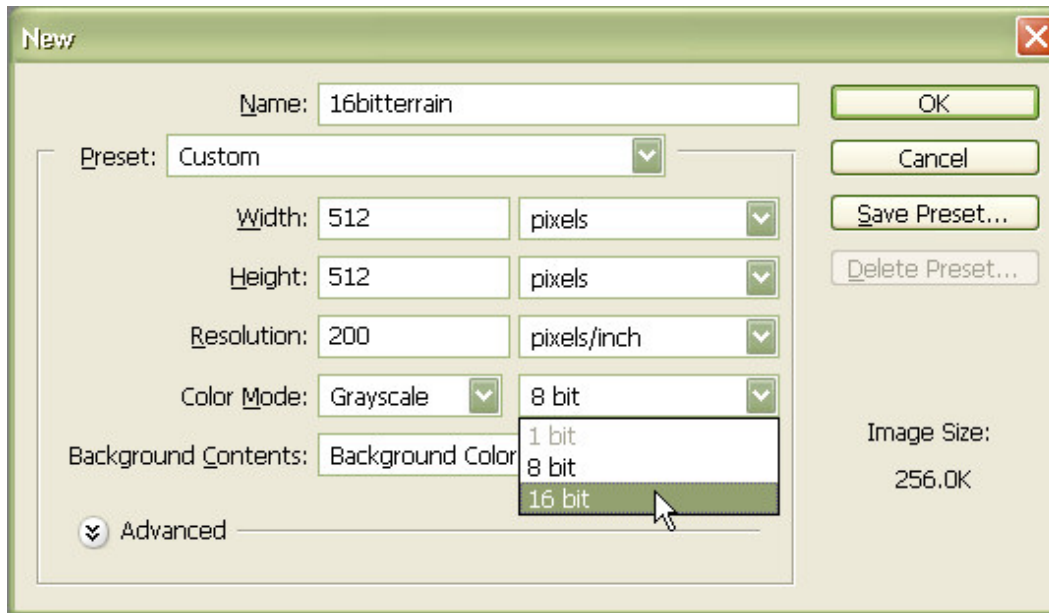 New
Name: 16bitterrain
OK
Preset: Custom
Cancel
Width: 512 pixels
Save Preset...
Height: 512 pixels
Delete Preset...
Resolution: 200 pixels/inch
Color Mode: Grayscale 8 bit
1 bit
Image Size:
Background Contents: Background Color
8 bit
256.0K
16 bit
Advanced